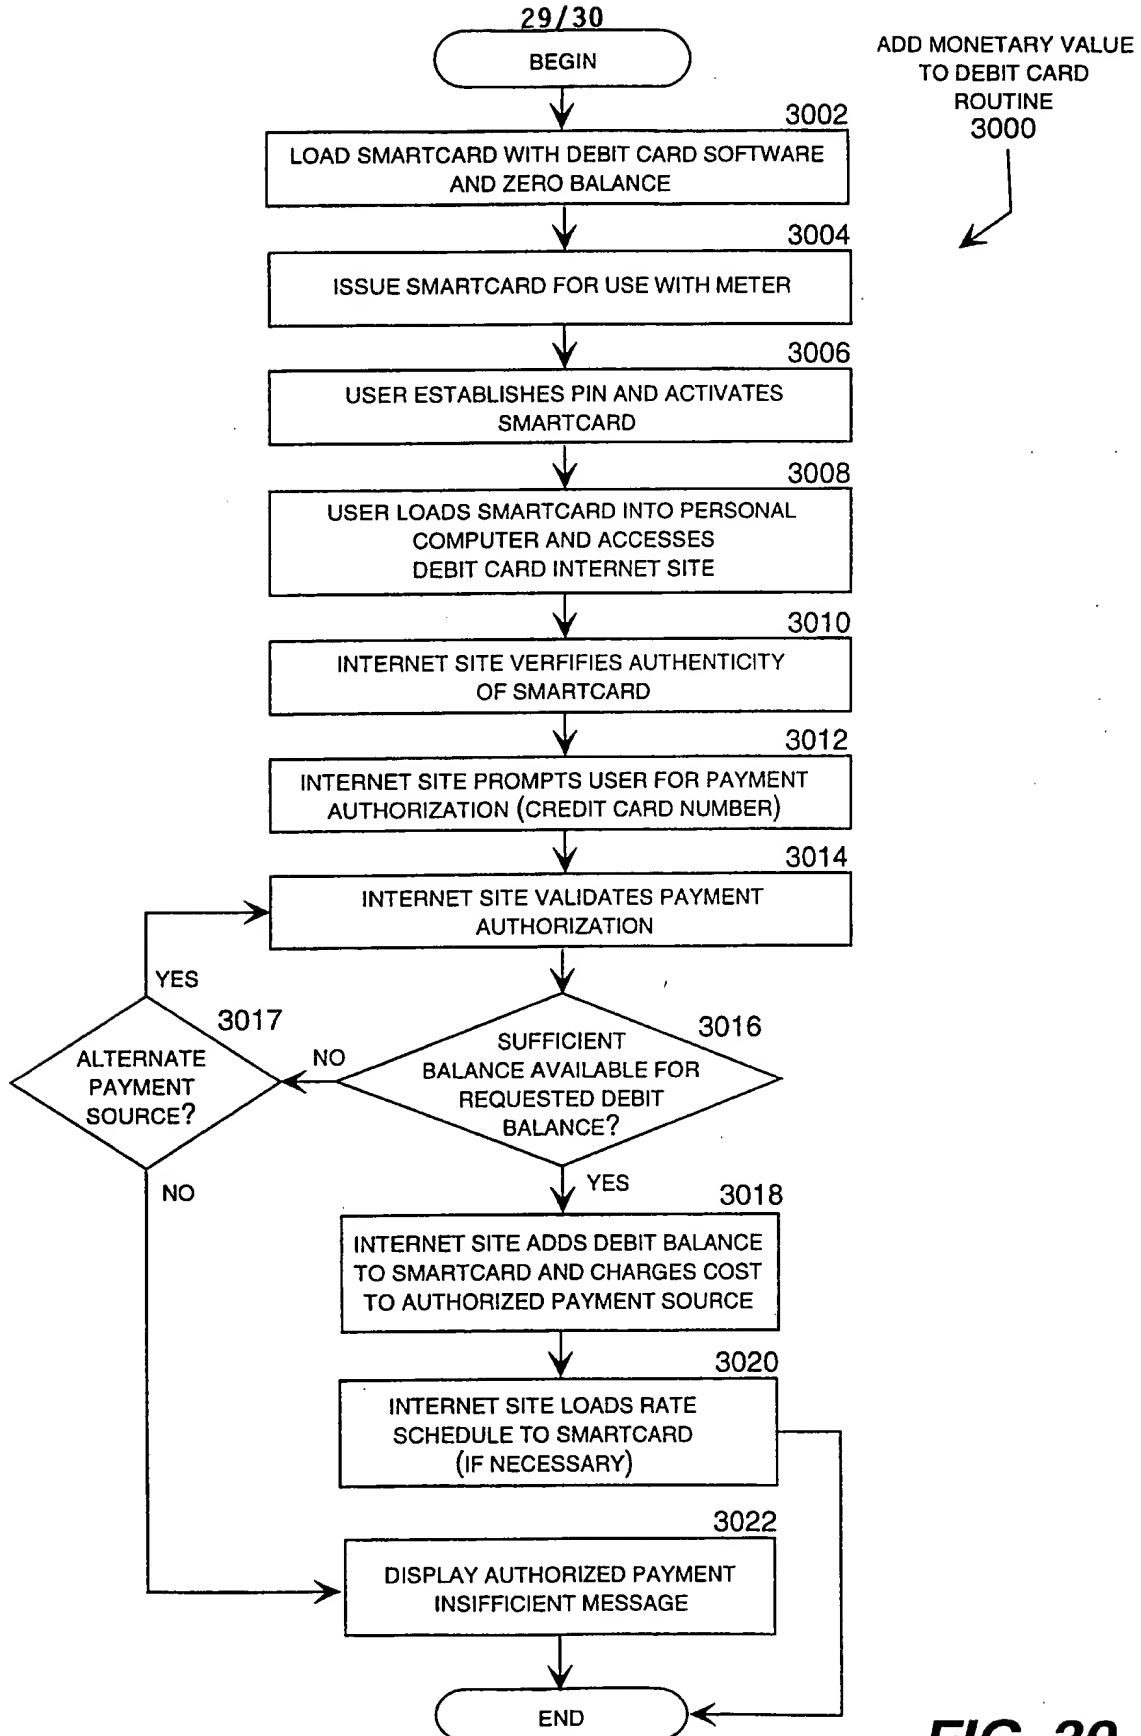 29/30
BEGIN
ADD MONETARY VALUE
TO DEBIT CARD
ROUTINE
3000
3002
LOAD SMARTCARD WITH DEBIT CARD SOFTWARE
AND ZERO BALANCE
3004
ISSUE SMARTCARD FOR USE WITH METER
3006
USER ESTABLISHES PIN AND ACTIVATES
SMARTCARD
3008
USER LOADS SMARTCARD INTO PERSONAL
COMPUTER AND ACCESSES
DEBIT CARD INTERNET SITE
3010
INTERNET SITE VERFIFIES AUTHENTICITY
OF SMARTCARD
3012
INTERNET SITE PROMPTS USER FOR PAYMENT
AUTHORIZATION (CREDIT CARD NUMBER)
3014
INTERNET SITE VALIDATES PAYMENT
AUTHORIZATION
YES
3017
ALTERNATE
PAYMENT
SOURCE?
NO
NO
3016
SUFFICIENT
BALANCE AVAILABLE FOR
REQUESTED DEBIT
BALANCE?
YES
3018
INTERNET SITE ADDS DEBIT BALANCE
TO SMARTCARD AND CHARGES COST
TO AUTHORIZED PAYMENT SOURCE
3020
INTERNET SITE LOADS RATE
SCHEDULE TO SMARTCARD
(IF NECESSARY)
3022
DISPLAY AUTHORIZED PAYMENT
INSIFFICIENT MESSAGE
END
FIG.